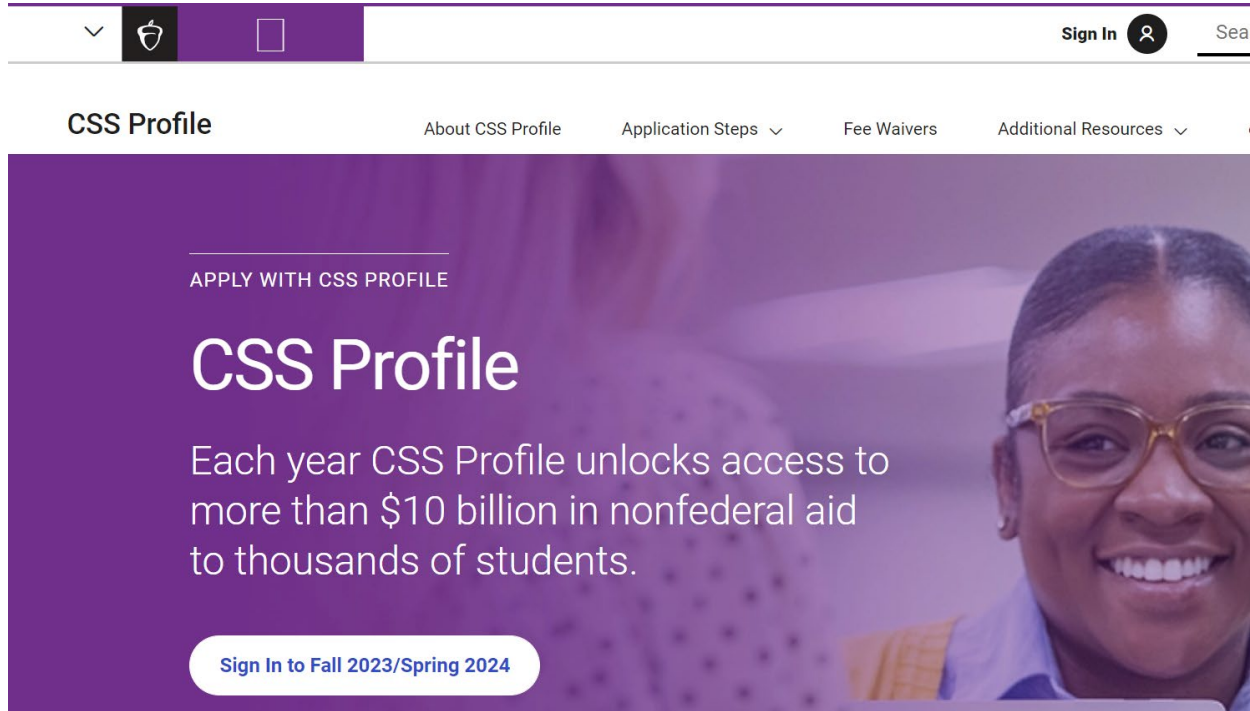 Sign In
CSS Profile
About CSS Profile
Application Steps
Fee Waivers
Additional Resources
APPLY WITH CSS PROFILE
CSS Profile
Each year CSS Profile unlocks access to
more than $10 billion in nonfederal aid
to thousands of students.
Sign In to Fall 2023/Spring 2024